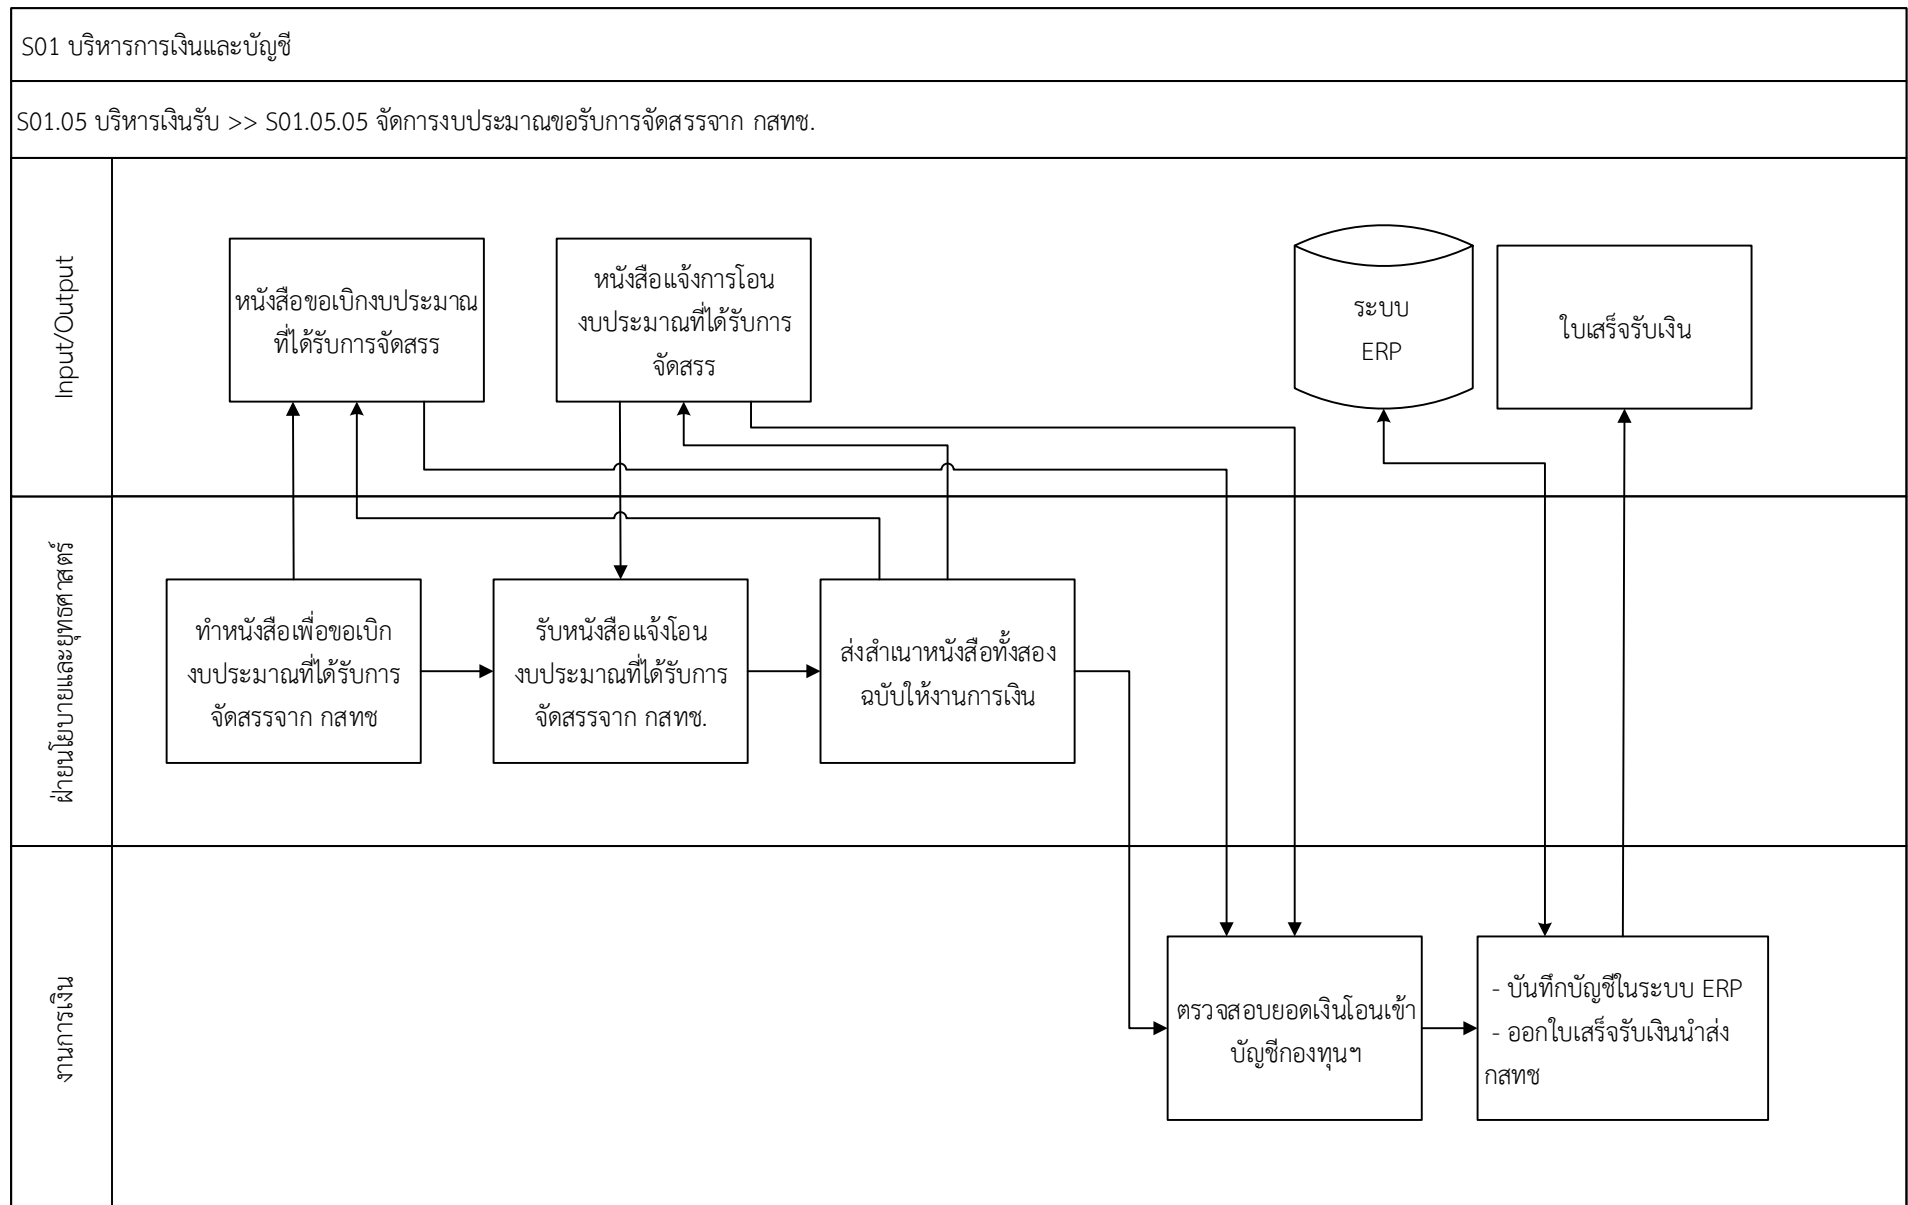 S01 บริหารการเงินและบัญชี
S01.05 บริหารเงินรับ >> S01.05.05 จัดการงบประมาณขอรับการจัดสรรจาก กสทช.
Input/Output
หนังสือขอเบิกงบประมาณ
ที่ได้รับการจัดสรร
หนังสือแจ้งการโอน
งบประมาณที่ได้รับการ
จัดสรร
ระบบ
ERP
ใบเสร็จรับเงิน
ฝ่ายนโยบายและยุทธศาสตร์
ทำหนังสือเพื่อขอเบิก
งบประมาณที่ได้รับการ
จัดสรรจาก กสทช
รับหนังสือแจ้งโอน
งบประมาณที่ได้รับการ
จัดสรรจาก กสทช.
ส่งสำเนาหนังสือทั้งสอง
ฉบับให้งานการเงิน
งานการเงิน
ตรวจสอบยอดเงินโอนเข้า
บัญชีกองทุนฯ
- บันทึกบัญชีในระบบ ERP
- ออกใบเสร็จรับเงินนำส่ง
กสทช